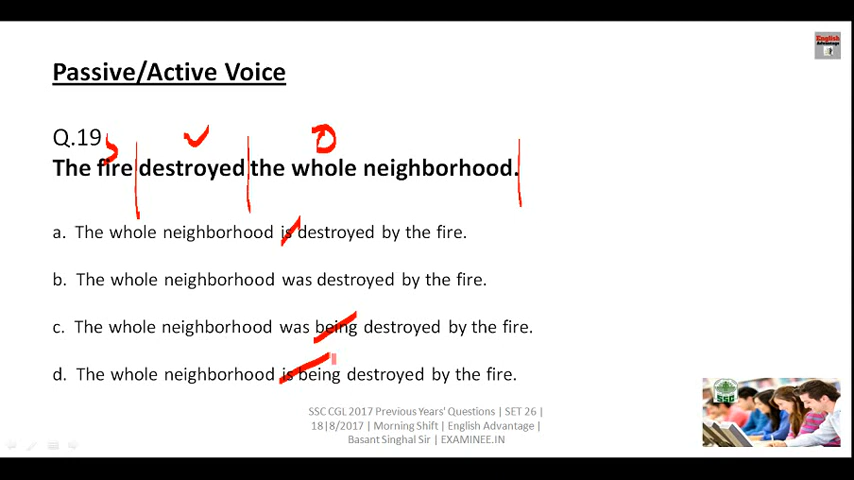 English
Advantage
Passive/Active Voice
Q.19
S V O
The fire destroyed the whole neighborhood.
a. The whole neighborhood is destroyed by the fire.
b. The whole neighborhood was destroyed by the fire.
c. The whole neighborhood was being destroyed by the fire.
d. The whole neighborhood is being destroyed by the fire.
SSC
SSC CGL 2017 Previous Years' Questions | SET 26 |
18|8/2017 | Morning Shift | English Advantage |
Basant Singhal Sir | EXAMINEE.IN